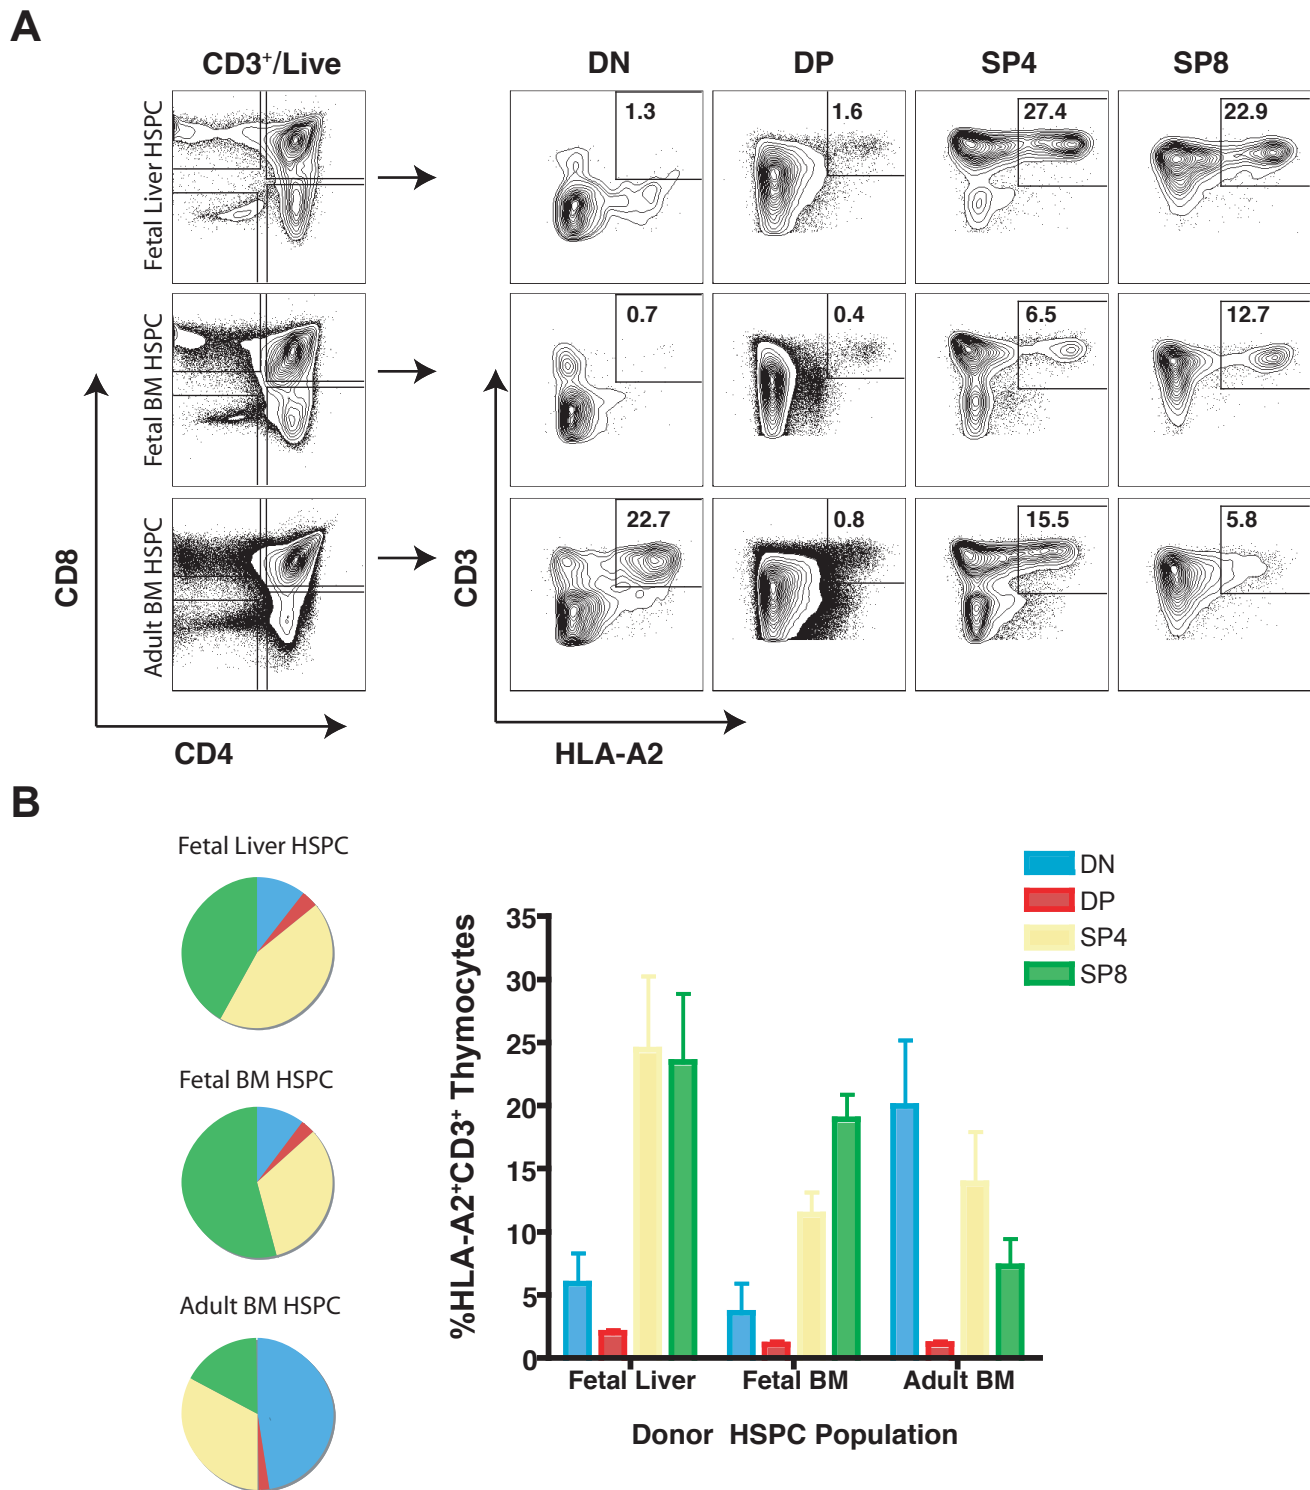 A
CD3+/Live
DN
DP
SP4
SP8
Fetal Liver HSPC
1.3
1.6
27.4
22.9
Fetal BM HSPC
0.7
0.4
6.5
12.7
Adult BM HSPC
22.7
0.8
15.5
5.8
CD8
CD3
CD4
HLA-A2
B
Fetal Liver HSPC
Fetal BM HSPC
Adult BM HSPC
DN
DP
SP4
SP8
%HLA-A2+CD3+ Thymocytes
35
30
25
20
15
10
5
0
Fetal Liver
Fetal BM
Adult BM
Donor HSPC Population